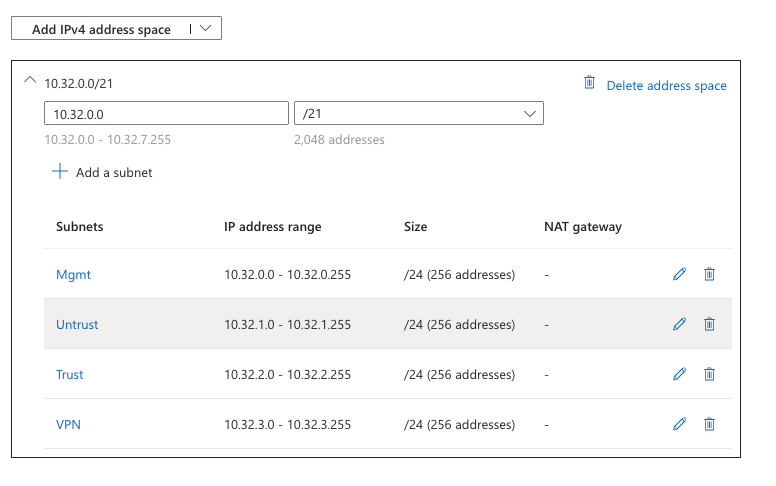 Add IPv4 address space
10.32.0.0/21
Delete address space
10.32.0.0 /21
10.32.0.0 - 10.32.7.255 2,048 addresses
Add a subnet
Subnets IP address range Size NAT gateway
Mgmt 10.32.0.0 - 10.32.0.255 /24 (256 addresses) -
Untrust 10.32.1.0 - 10.32.1.255 /24 (256 addresses) -
Trust 10.32.2.0 - 10.32.2.255 /24 (256 addresses) -
VPN 10.32.3.0 - 10.32.3.255 /24 (256 addresses) -